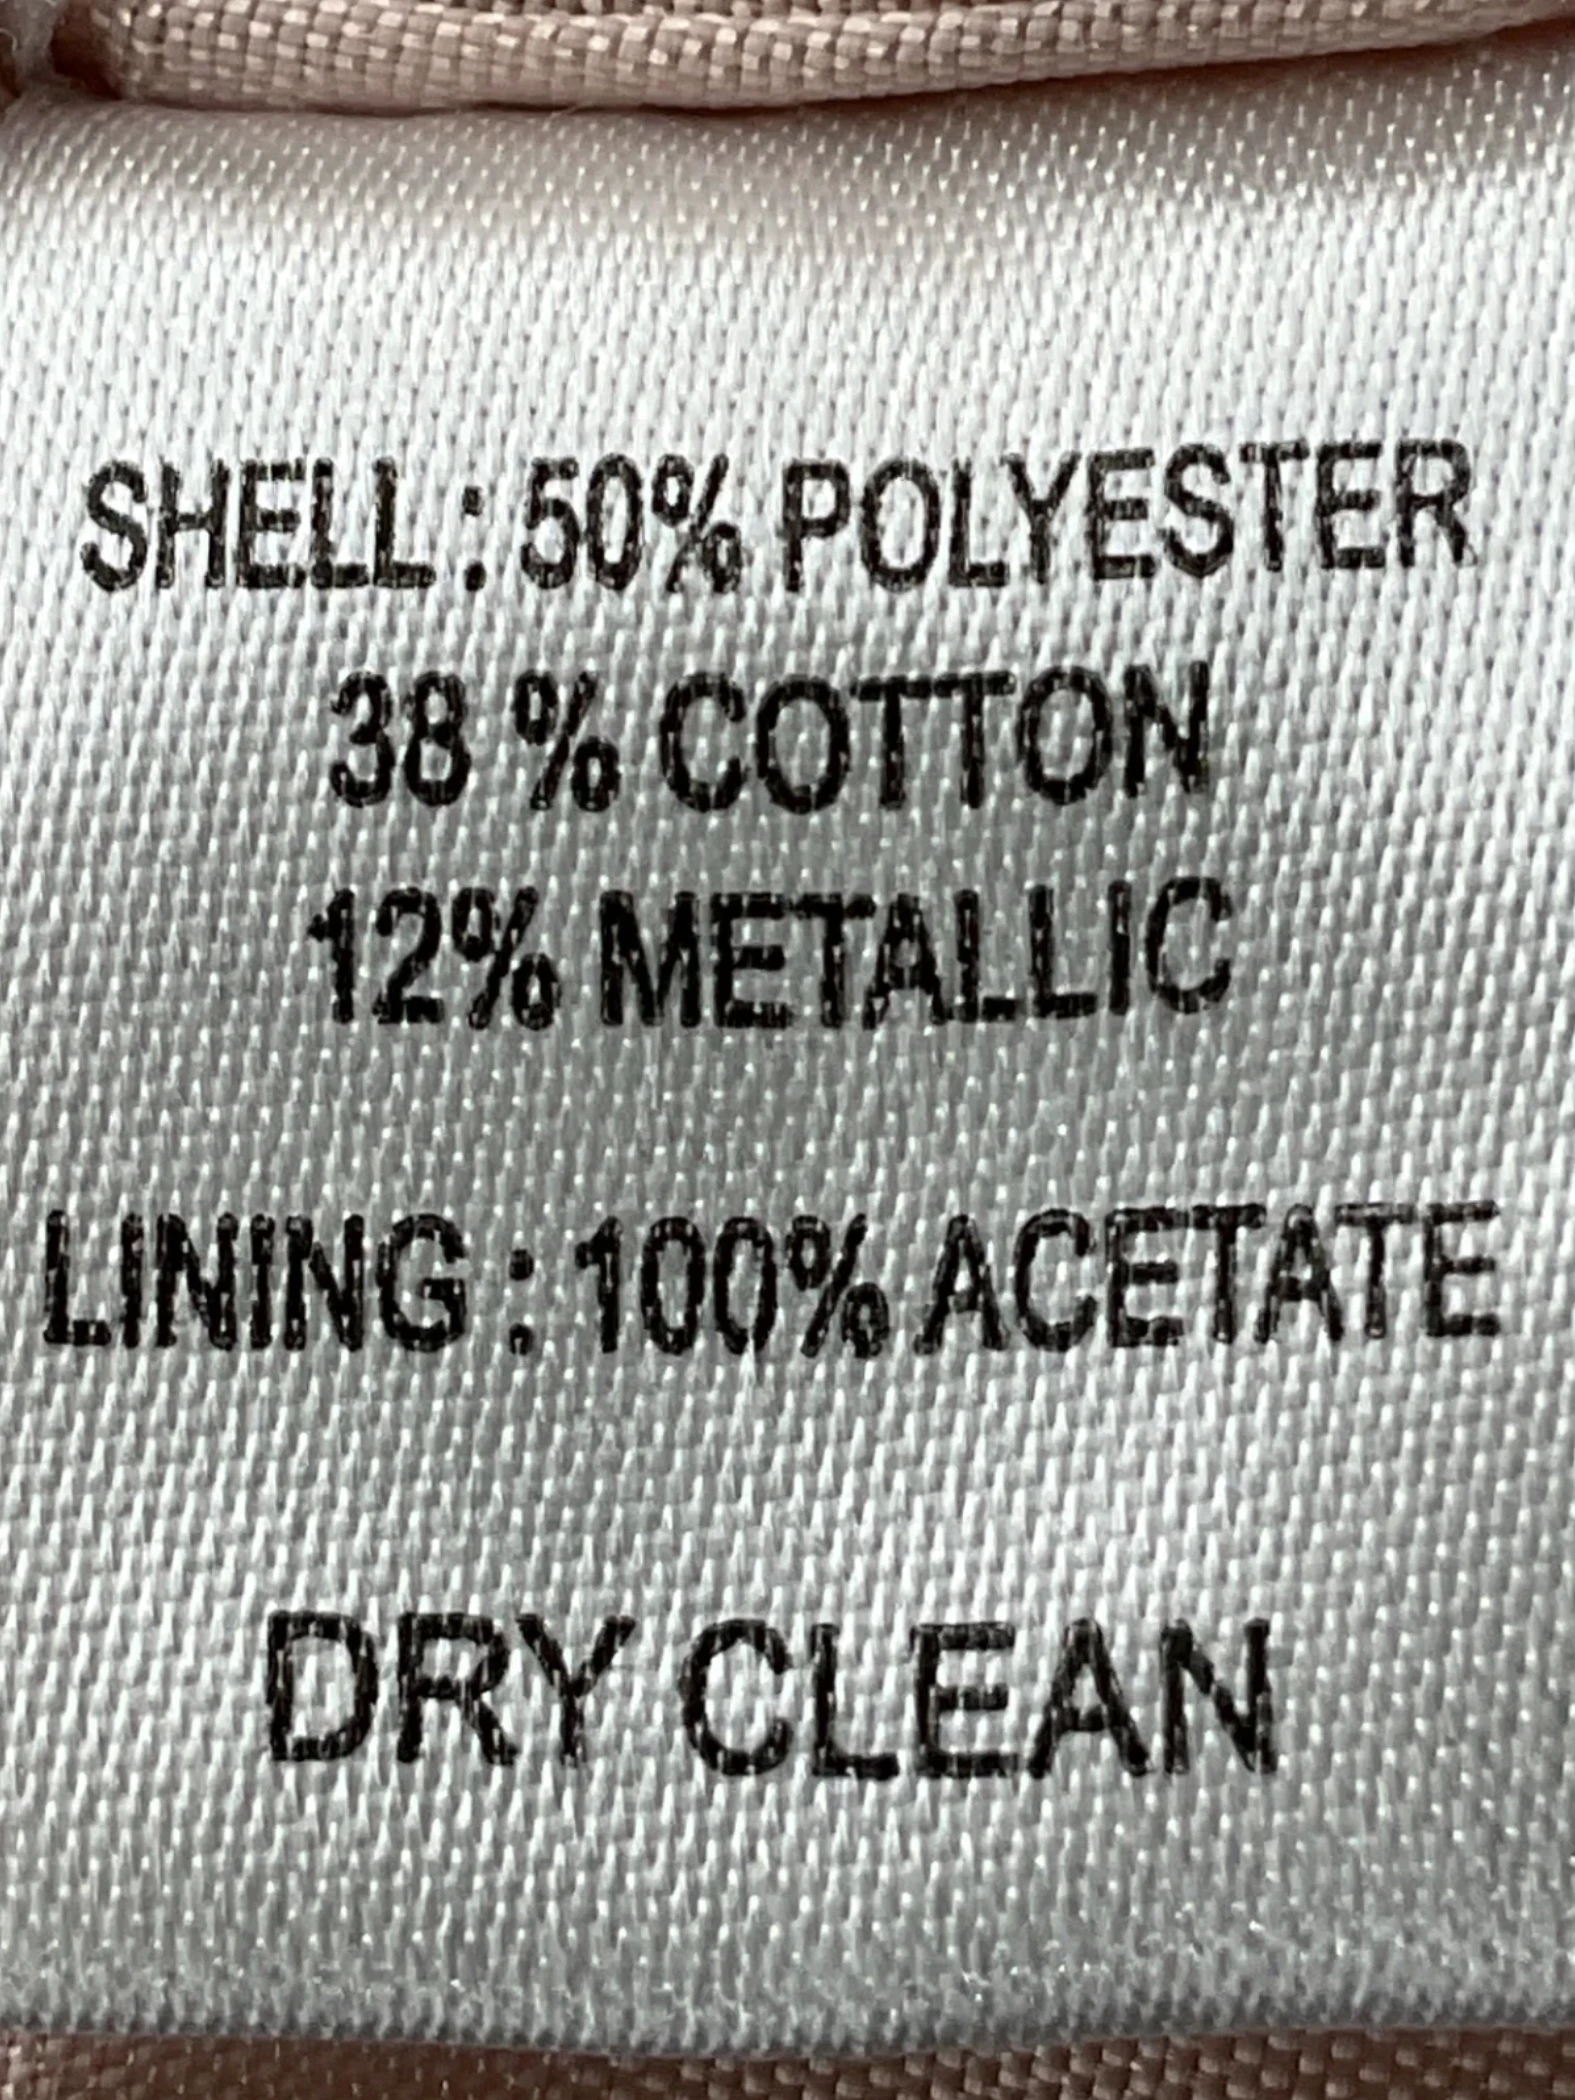 SHELL : 50% POLYESTER
38 % COTTON
12% METALLIC
LINING : 100% ACETATE
DRY CLEAN